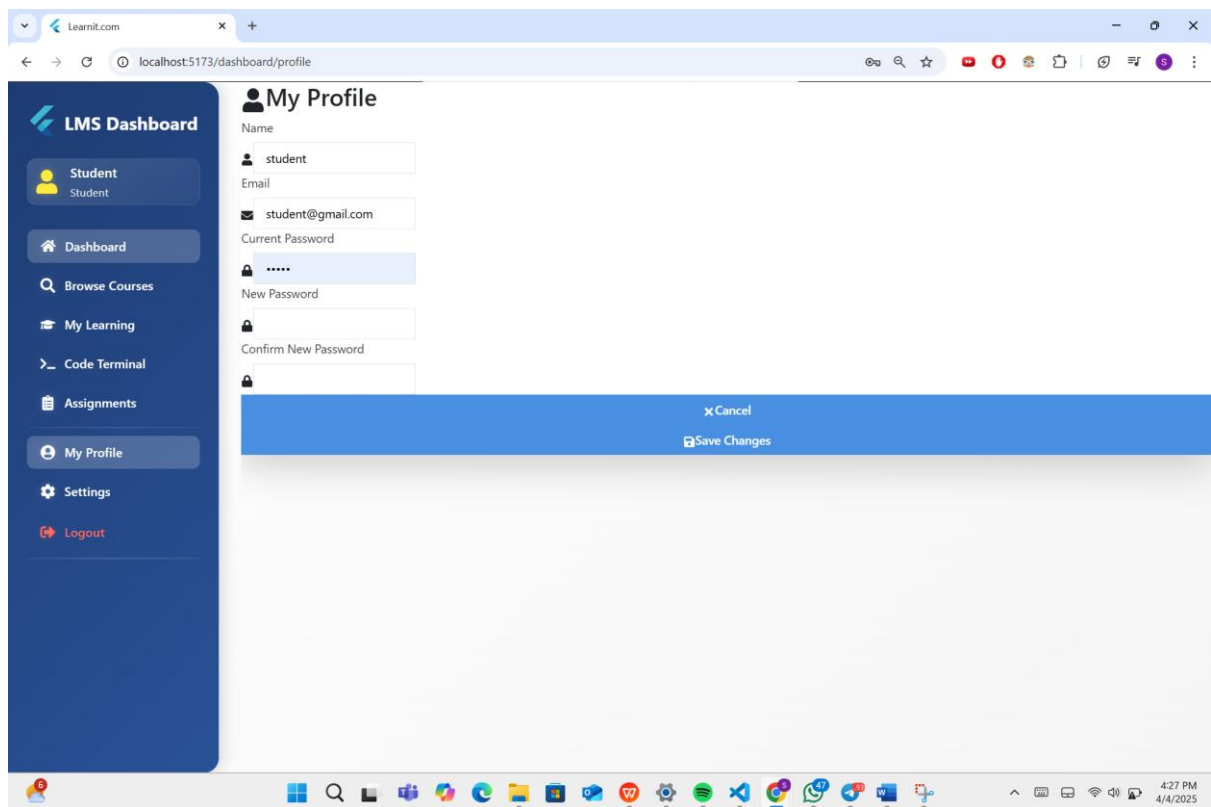 Learnit.com
localhost:5173/dashboard/profile
S
LMS Dashboard
Student
Student
Dashboard
Browse Courses
My Learning
Code Terminal
Assignments
My Profile
Settings
Logout
My Profile
Name
student
Email
student@gmail.com
Current Password
•••••
New Password
Confirm New Password
Cancel
Save Changes
6
47
4:27 PM
4/4/2025